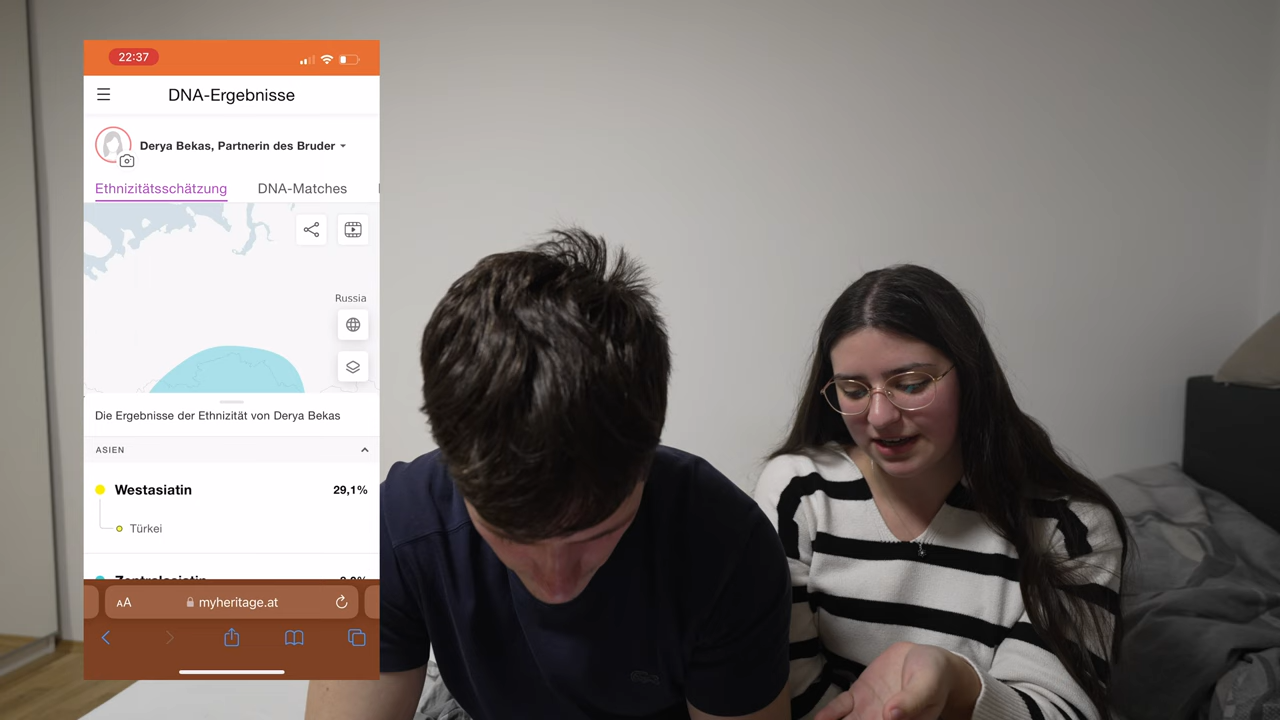 22:37
DNA-Ergebnisse
Derya Bekas, Partnerin des Bruder
Ethnizitätsschätzung DNA-Matches
Russia
Die Ergebnisse der Ethnizität von Derya Bekas
ASIEN
Westasiatin 29,1%
Türkei
Zentralasiatin
AA myheritage.at